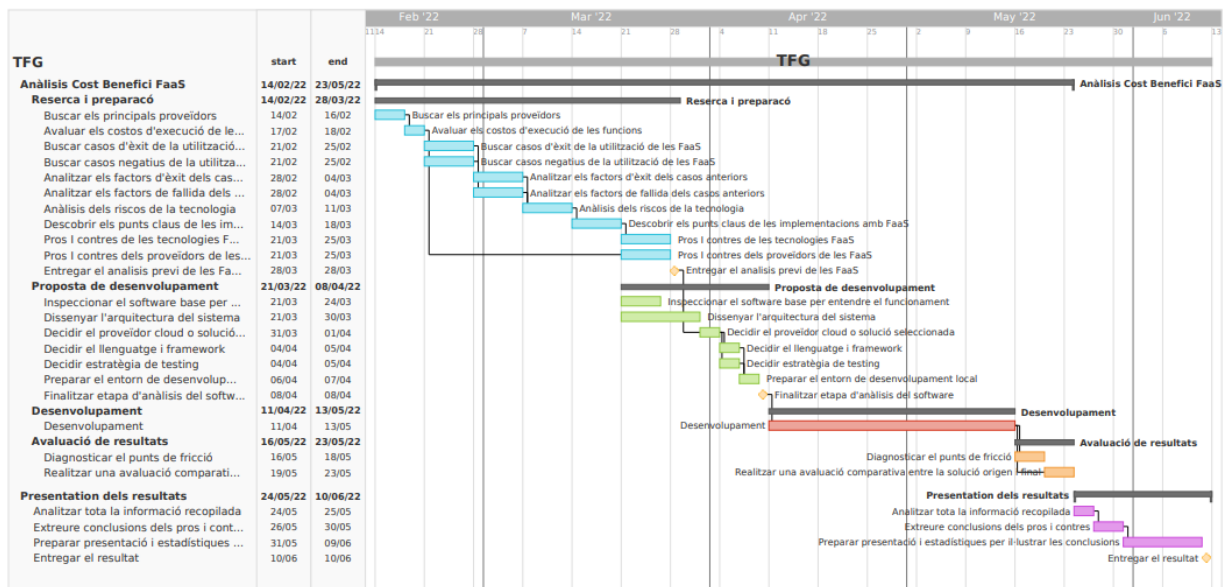 Feb '22 Mar '22 Apr '22 May '22 Jun '22
11 14 21 28 7 14 21 28 4 11 18 25 2 9 16 23 30 6 13
TFG start end TFG
Anàlisis Cost Benefici FaaS 14/02/22 23/05/22 Anàlisis Cost Benefici FaaS
Reserca i preparació 14/02/22 28/03/22 Reserca i preparació
Buscar els principals proveïdors 14/02 16/02 Buscar els principals proveïdors
Avaluar els costos d'execució de le... 17/02 18/02 Avaluar els costos d'execució de les funcions
Buscar casos d'èxit de la utilització... 21/02 25/02 Buscar casos d'èxit de la utilització de les FaaS
Buscar casos negatius de la utilitza... 21/02 25/02 Buscar casos negatius de la utilització de les FaaS
Analitzar els factors d'èxit dels cas... 28/02 04/03 Analitzar els factors d'èxit dels casos anteriors
Analitzar els factors de fallida dels ... 28/02 04/03 Analitzar els factors de fallida dels casos anteriors
Anàlisis dels riscos de la tecnologia 07/03 11/03 Anàlisis dels riscos de la tecnologia
Descobrir els punts claus de les im... 14/03 18/03 Descobrir els punts claus de les implementacions amb FaaS
Pros I contres de les tecnologies F... 21/03 25/03 Pros I contres de les tecnologies FaaS
Pros I contres dels proveïdors de les... 21/03 25/03 Pros I contres dels proveïdors de les FaaS
Entregar el analisis previ de les Fa... 28/03 28/03 Entregar el analisis previ de les FaaS
Proposta de desenvolupament 21/03/22 08/04/22 Proposta de desenvolupament
Inspeccionar el software base per ... 21/03 24/03 Inspeccionar el software base per entendre el funcionament
Dissenyar l'arquitectura del sistema 21/03 30/03 Dissenyar l'arquitectura del sistema
Decidir el proveïdor cloud o solució... 31/03 01/04 Decidir el proveïdor cloud o solució seleccionada
Decidir el llenguatge i framework 04/04 05/04 Decidir el llenguatge i framework
Decidir estratègia de testing 04/04 05/04 Decidir estratègia de testing
Preparar el entorn de desenvolup... 06/04 07/04 Preparar el entorn de desenvolupament local
Finalitzar etapa d'anàlisis del softw... 08/04 08/04 Finalitzar etapa d'anàlisis del software
Desenvolupament 11/04/22 13/05/22 Desenvolupament
Desenvolupament 11/04 13/05 Desenvolupament
Avaluació de resultats 16/05/22 23/05/22 Avaluació de resultats
Diagnosticar el punts de fricció 16/05 18/05 Diagnosticar el punts de fricció
Realitzar una avaluació comparati... 19/05 23/05 Realitzar una avaluació comparativa entre la solució origen i final
Presentation dels resultats 24/05/22 10/06/22 Presentation dels resultats
Analitzar tota la informació recopilada 24/05 25/05 Analitzar tota la informació recopilada
Extreure conclusions dels pros i cont... 26/05 30/05 Extreure conclusions dels pros i contres
Preparar presentació i estadístiques ... 31/05 09/06 Preparar presentació i estadístiques per il·lustrar les conclusions
Entregar el resultat 10/06 10/06 Entregar el resultat